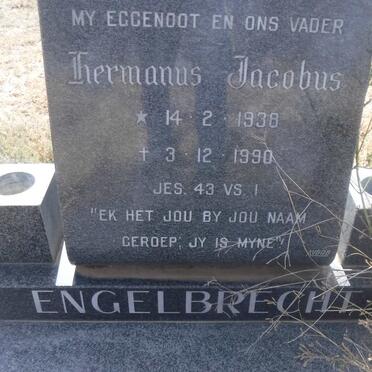 MY EGGENOOT EN ONS VADER
Hermanus Jacobus
★ 14·2·1938
✝ 3·12·1990
JES. 43 VS. 1
"EK HET JOU BY JOU NAAM
GEROEP, JY IS MYNE"
ENGELBRECHT